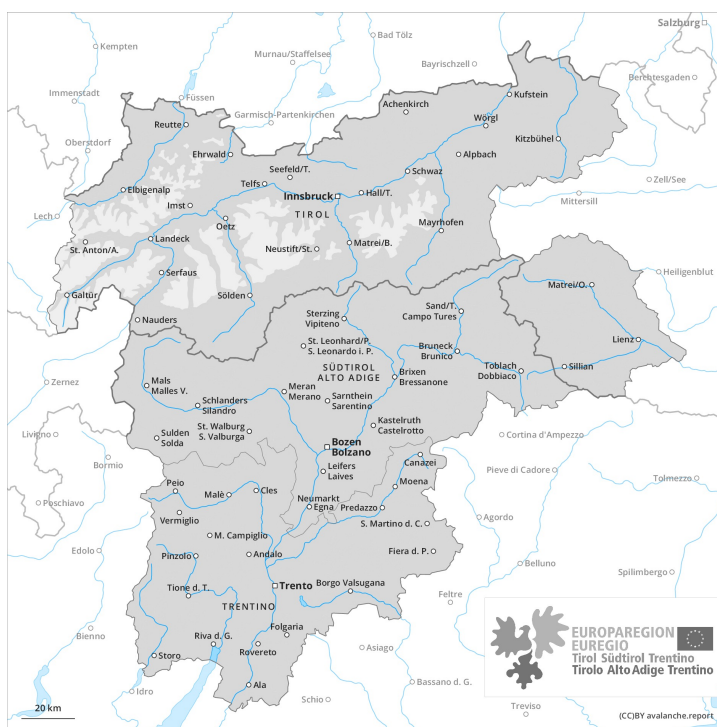 Salzburg
Kempten
Bad Tölz
Murnau/Staffelsee
Bayrischzell
Berchtesgaden
Immenstadt
Füssen
Achenkirch
Kufstein
Garmisch-Partenkirchen
Reutte
Wörgl
Oberstdorf
Kitzbühel
Ehrwald
Alpbach
Seefeld/T.
Schwaz
Telfs
Zell/See
Elbigenalp
Innsbruck
Hall/T.
Mittersill
Imst
TIROL
Lech
Oetz
Mayrhofen
Landeck
Matrei/B.
St. Anton/A.
Neustift/St.
Serfaus
Heiligenblut
Galtür
Sölden
Matrei/O.
Nauders
Sterzing
Vipiteno
Sand/T.
Campo Tures
Lienz
St. Leonhard/P.
S. Leonardo i. P.
Bruneck
Brunico
SÜDTIROL
ALTO ADIGE
Toblach
Dobbiaco
Sillian
Brixen
Bressanone
Zernez
Mals
Malles V.
Meran
Merano
Sarnthein
Sarentino
Schlanders
Silandro
St. Walburg
S. Valburga
Kastelruth
Castelrotto
Livigno
Sulden
Solda
Cortina d'Ampezzo
Bozen
Bolzano
Bormio
Canazei
Leifers
Laives
Pieve di Cadore
Tolmezzo
Peio
Moena
Malè
Cles
Neumarkt
Egna
Predazzo
Poschiavo
Vermiglio
Agordo
S. Martino d. C.
M. Campiglio
Edolo
Pinzolo
Andalo
Fiera d. P.
Belluno
Spilimbergo
Tione d. T.
Trento
Borgo Valsugana
Feltre
TRENTINO
Bienno
Folgaria
Riva d. G.
Rovereto
Asiago
Storo
Ala
Bassano d. G.
Idro
Schio
Treviso
EUROPAREGION
EUREGIO
Tirol Südtirol Trentino
Tirolo Alto Adige Trentino
20 km
(CC)BY avalanche.report